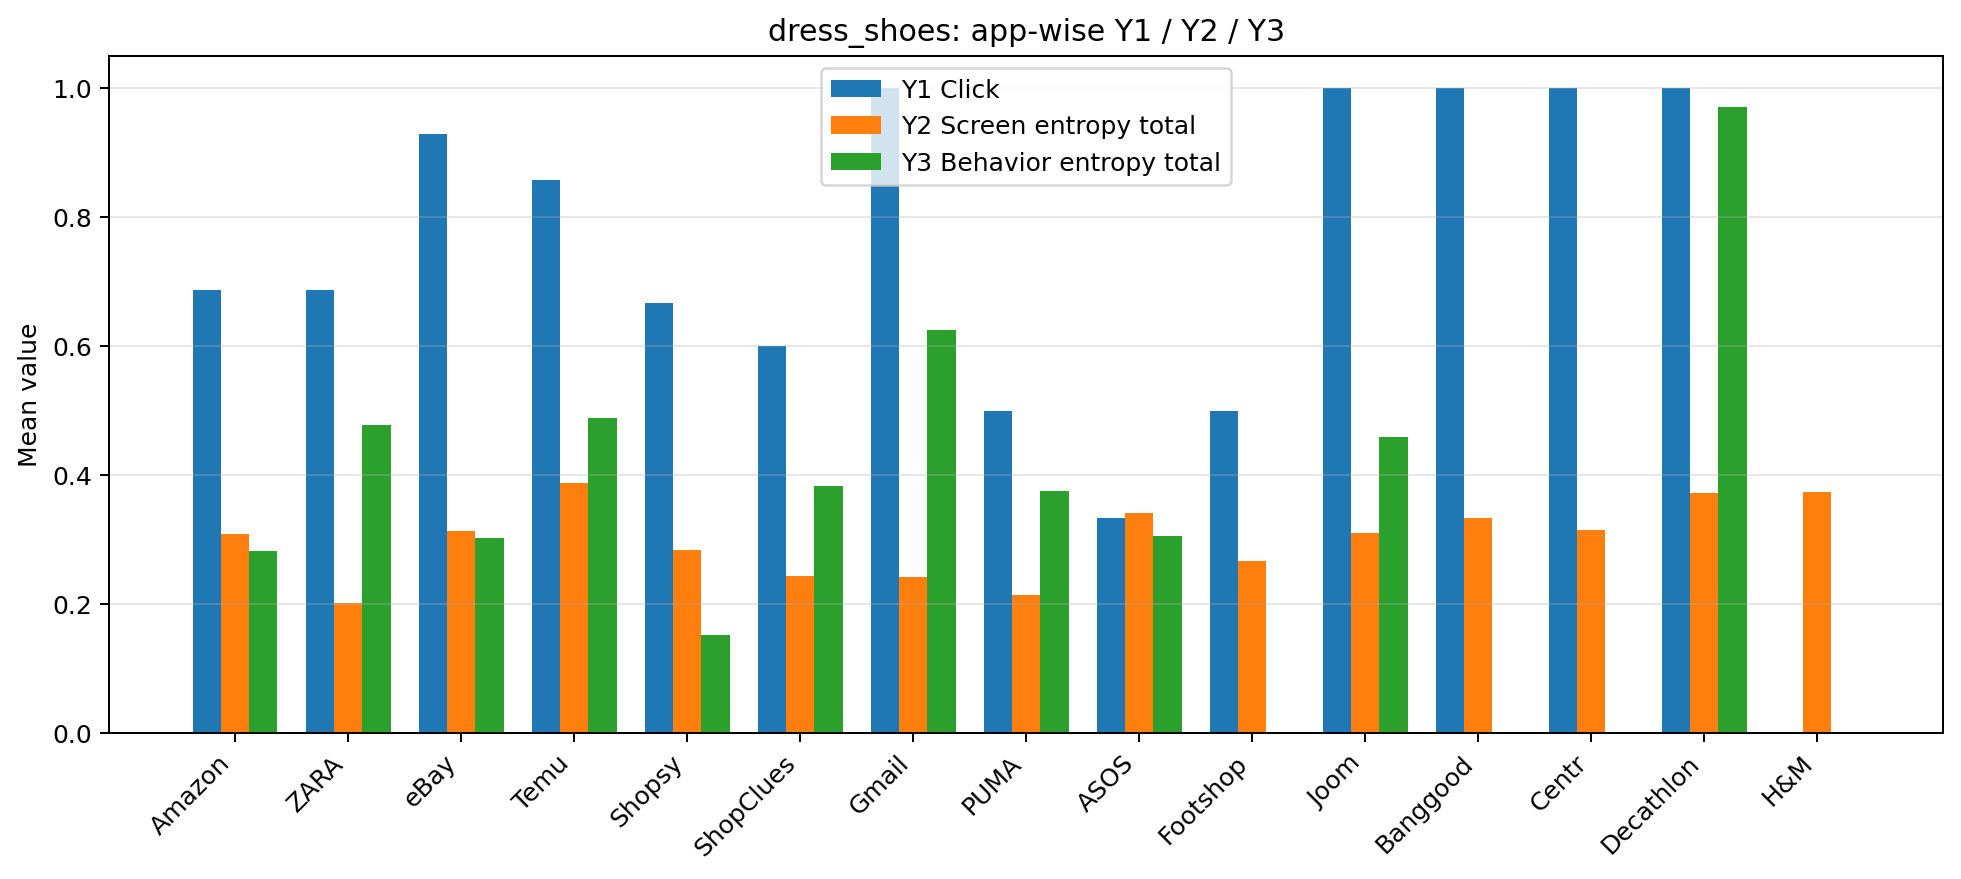 dress_shoes: app-wise Y1 / Y2 / Y3
Y1 Click
Y2 Screen entropy total
Y3 Behavior entropy total
Mean value
1.0
0.8
0.6
0.4
0.2
0.0
Amazon
ZARA
eBay
Temu
Shopsy
ShopClues
Gmail
PUMA
ASOS
Footshop
Joom
Banggood
Centr
Decathlon
H&M